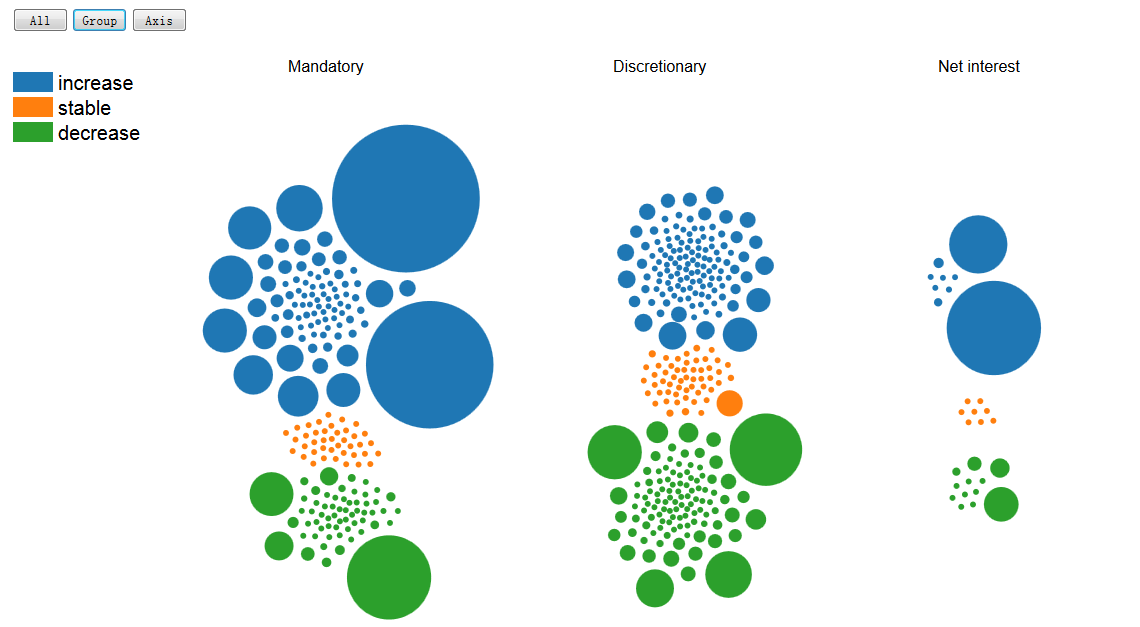 All Group Axis
Mandatory Discretionary Net interest
increase
stable
decrease